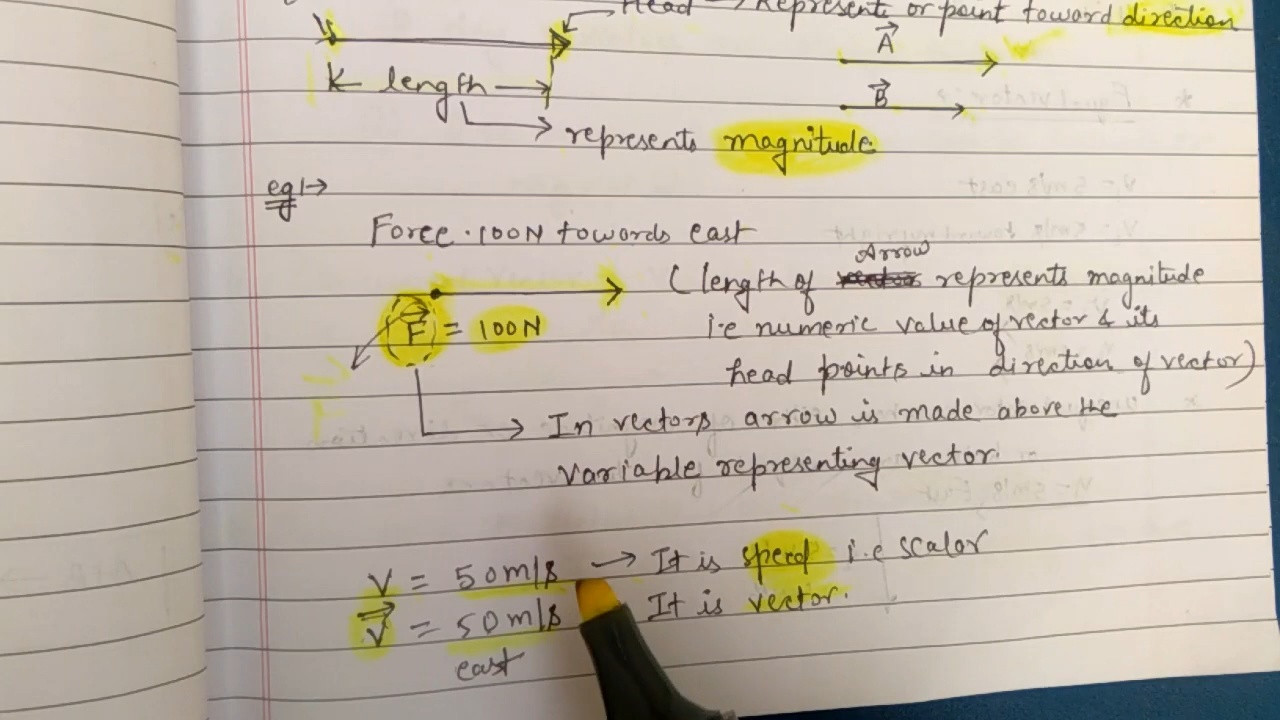 Head → Represents or point toward direction
A
length
B
represents magnitude
eg1→
Force . 100N towards east
Arrow
(length of represents magnitude
F = 100N
i.e numeric value of vector & its
head points in direction of vector)
In vectors arrow is made above the
variable representing vector.
v = 50m/s → It is speed i.e scalar
v = 50m/s It is vector.
east